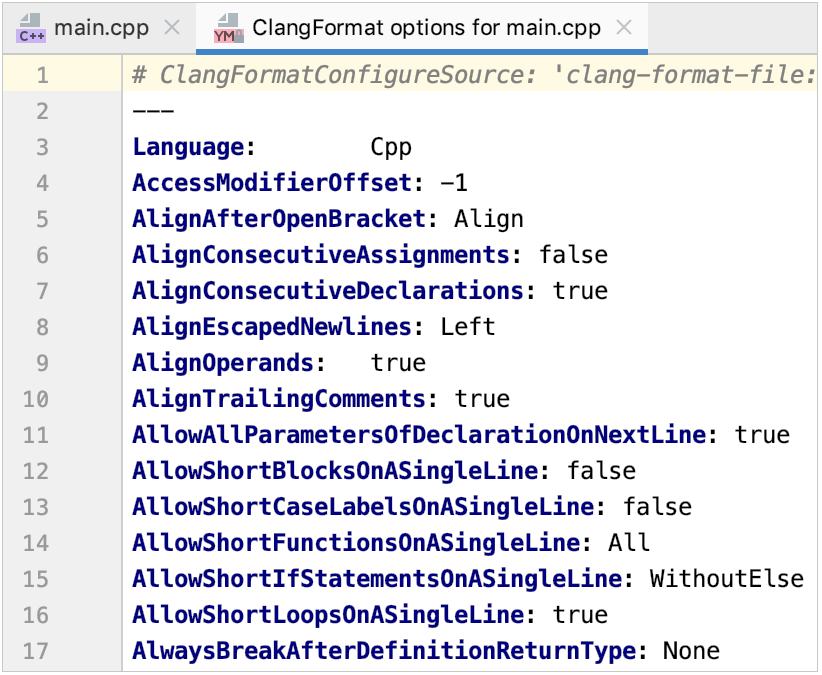 C++ main.cpp YM ClangFormat options for main.cpp
1 # ClangFormatConfigureSource: 'clang-format-file:
2 ---
3 Language:        Cpp
4 AccessModifierOffset: -1
5 AlignAfterOpenBracket: Align
6 AlignConsecutiveAssignments: false
7 AlignConsecutiveDeclarations: true
8 AlignEscapedNewlines: Left
9 AlignOperands:   true
10 AlignTrailingComments: true
11 AllowAllParametersOfDeclarationOnNextLine: true
12 AllowShortBlocksOnASingleLine: false
13 AllowShortCaseLabelsOnASingleLine: false
14 AllowShortFunctionsOnASingleLine: All
15 AllowShortIfStatementsOnASingleLine: WithoutElse
16 AllowShortLoopsOnASingleLine: true
17 AlwaysBreakAfterDefinitionReturnType: None